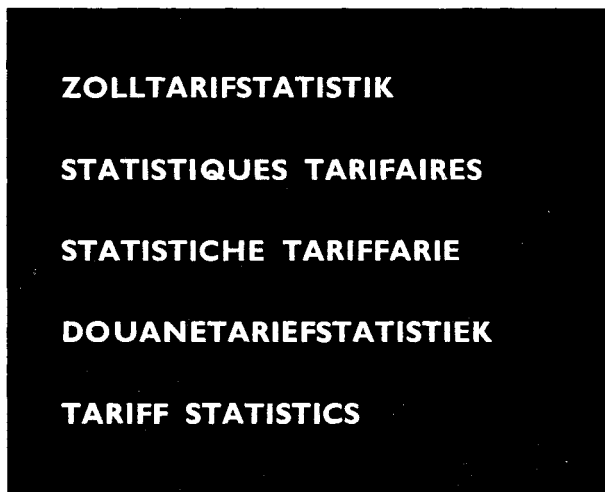 ZOLLTARIFSTATISTIK
STATISTIQUES TARIFAIRES
STATISTICHE TARIFFARIE
DOUANETARIEFSTATISTIEK
TARIFF STATISTICS